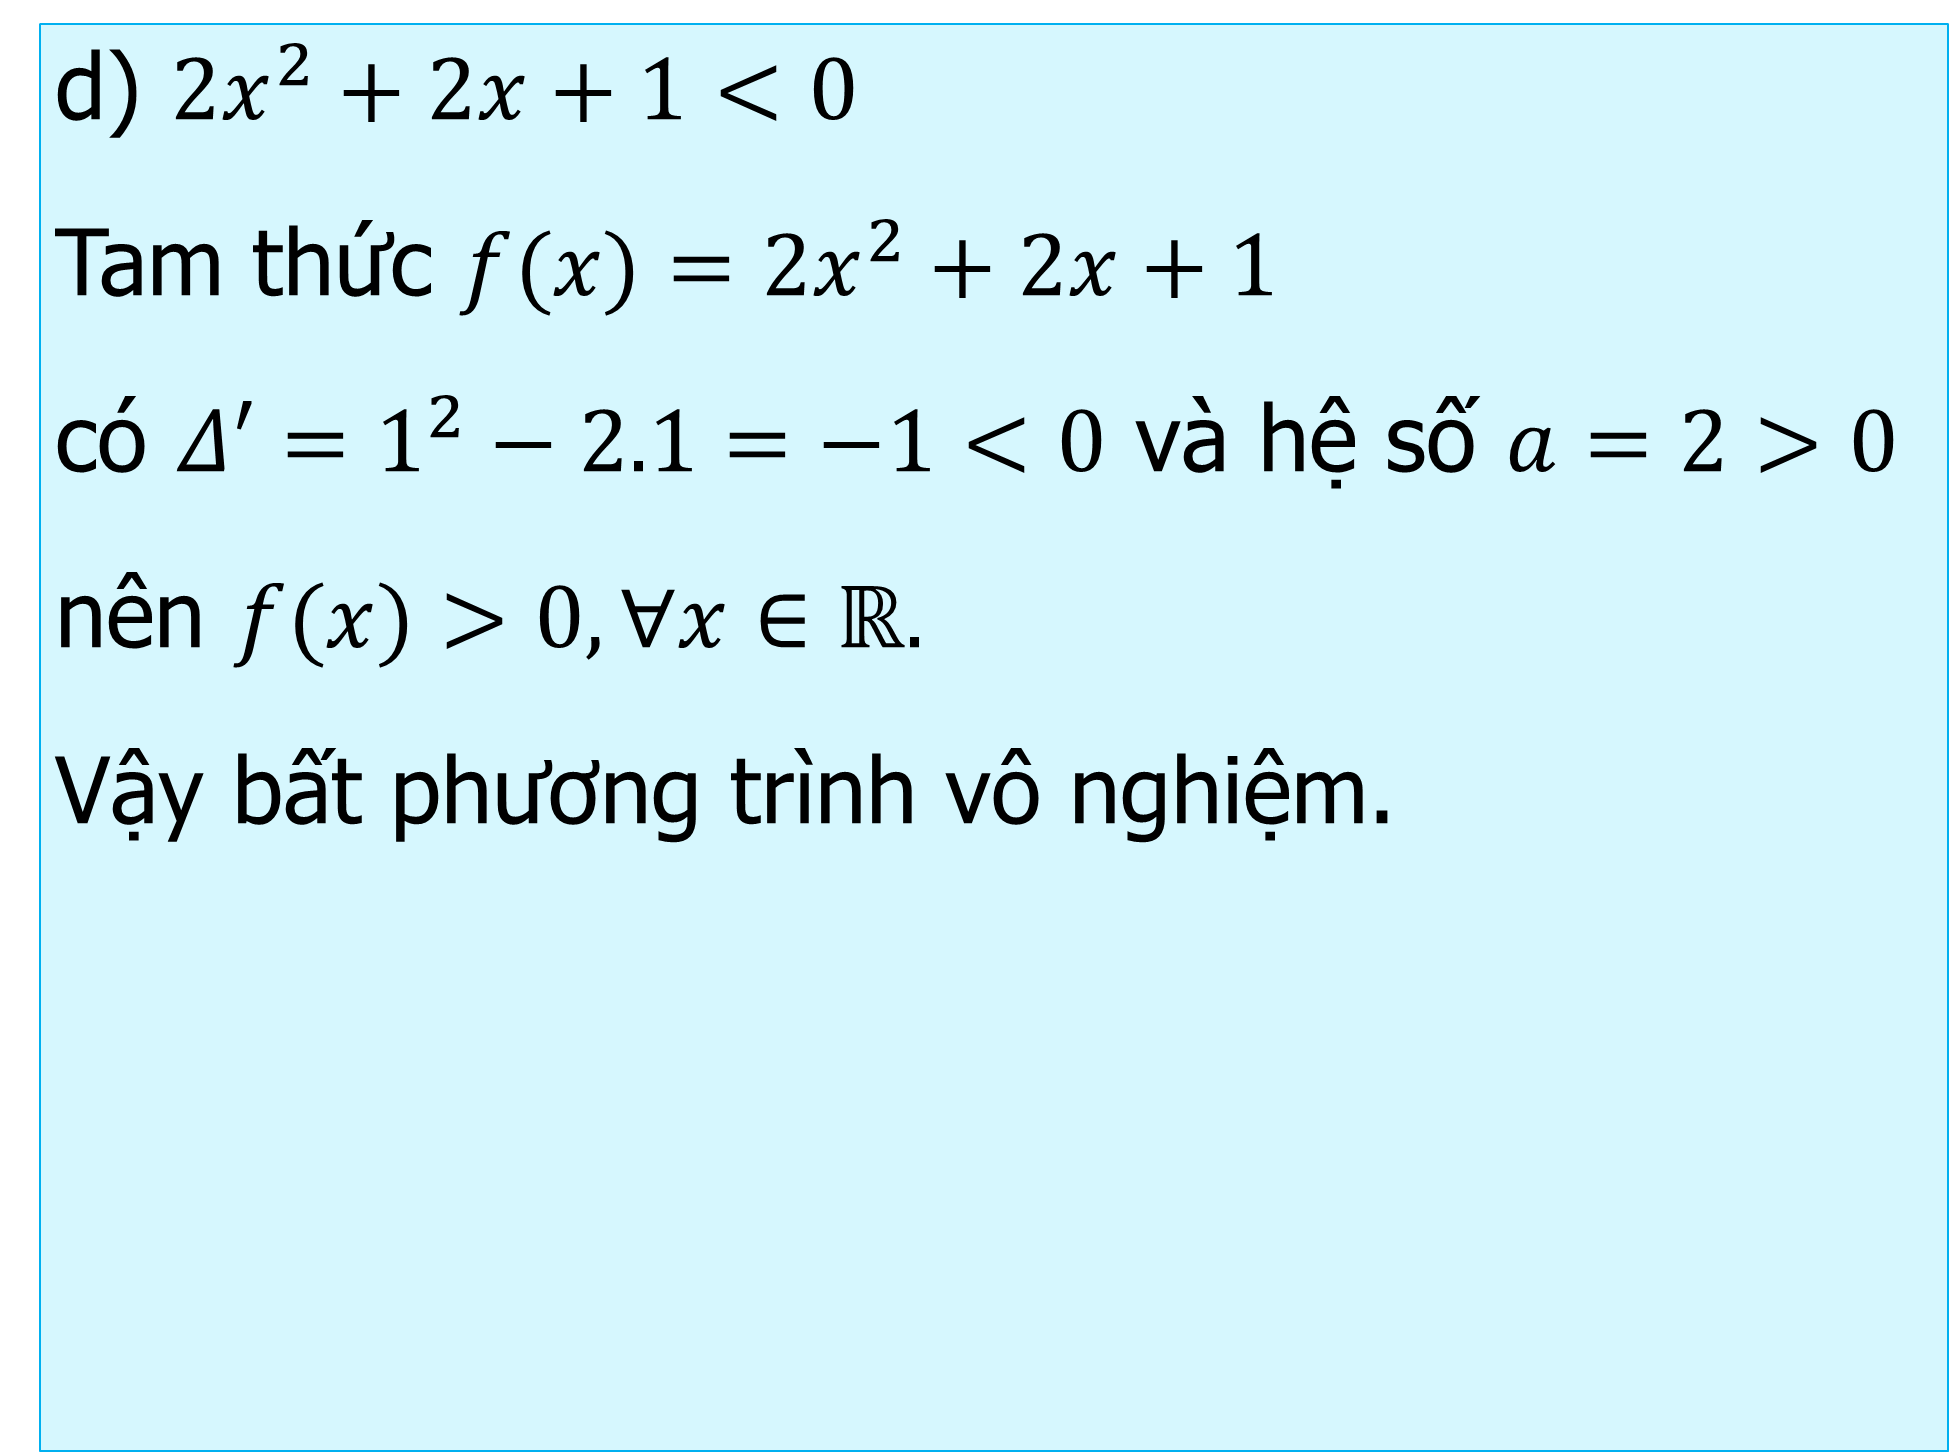 d) 2x² + 2x + 1 < 0
Tam thức f(x) = 2x² + 2x + 1
có Δ′ = 1² − 2.1 = −1 < 0 và hệ số a = 2 > 0
nên f(x) > 0, ∀x ∈ ℝ.
Vậy bất phương trình vô nghiệm.